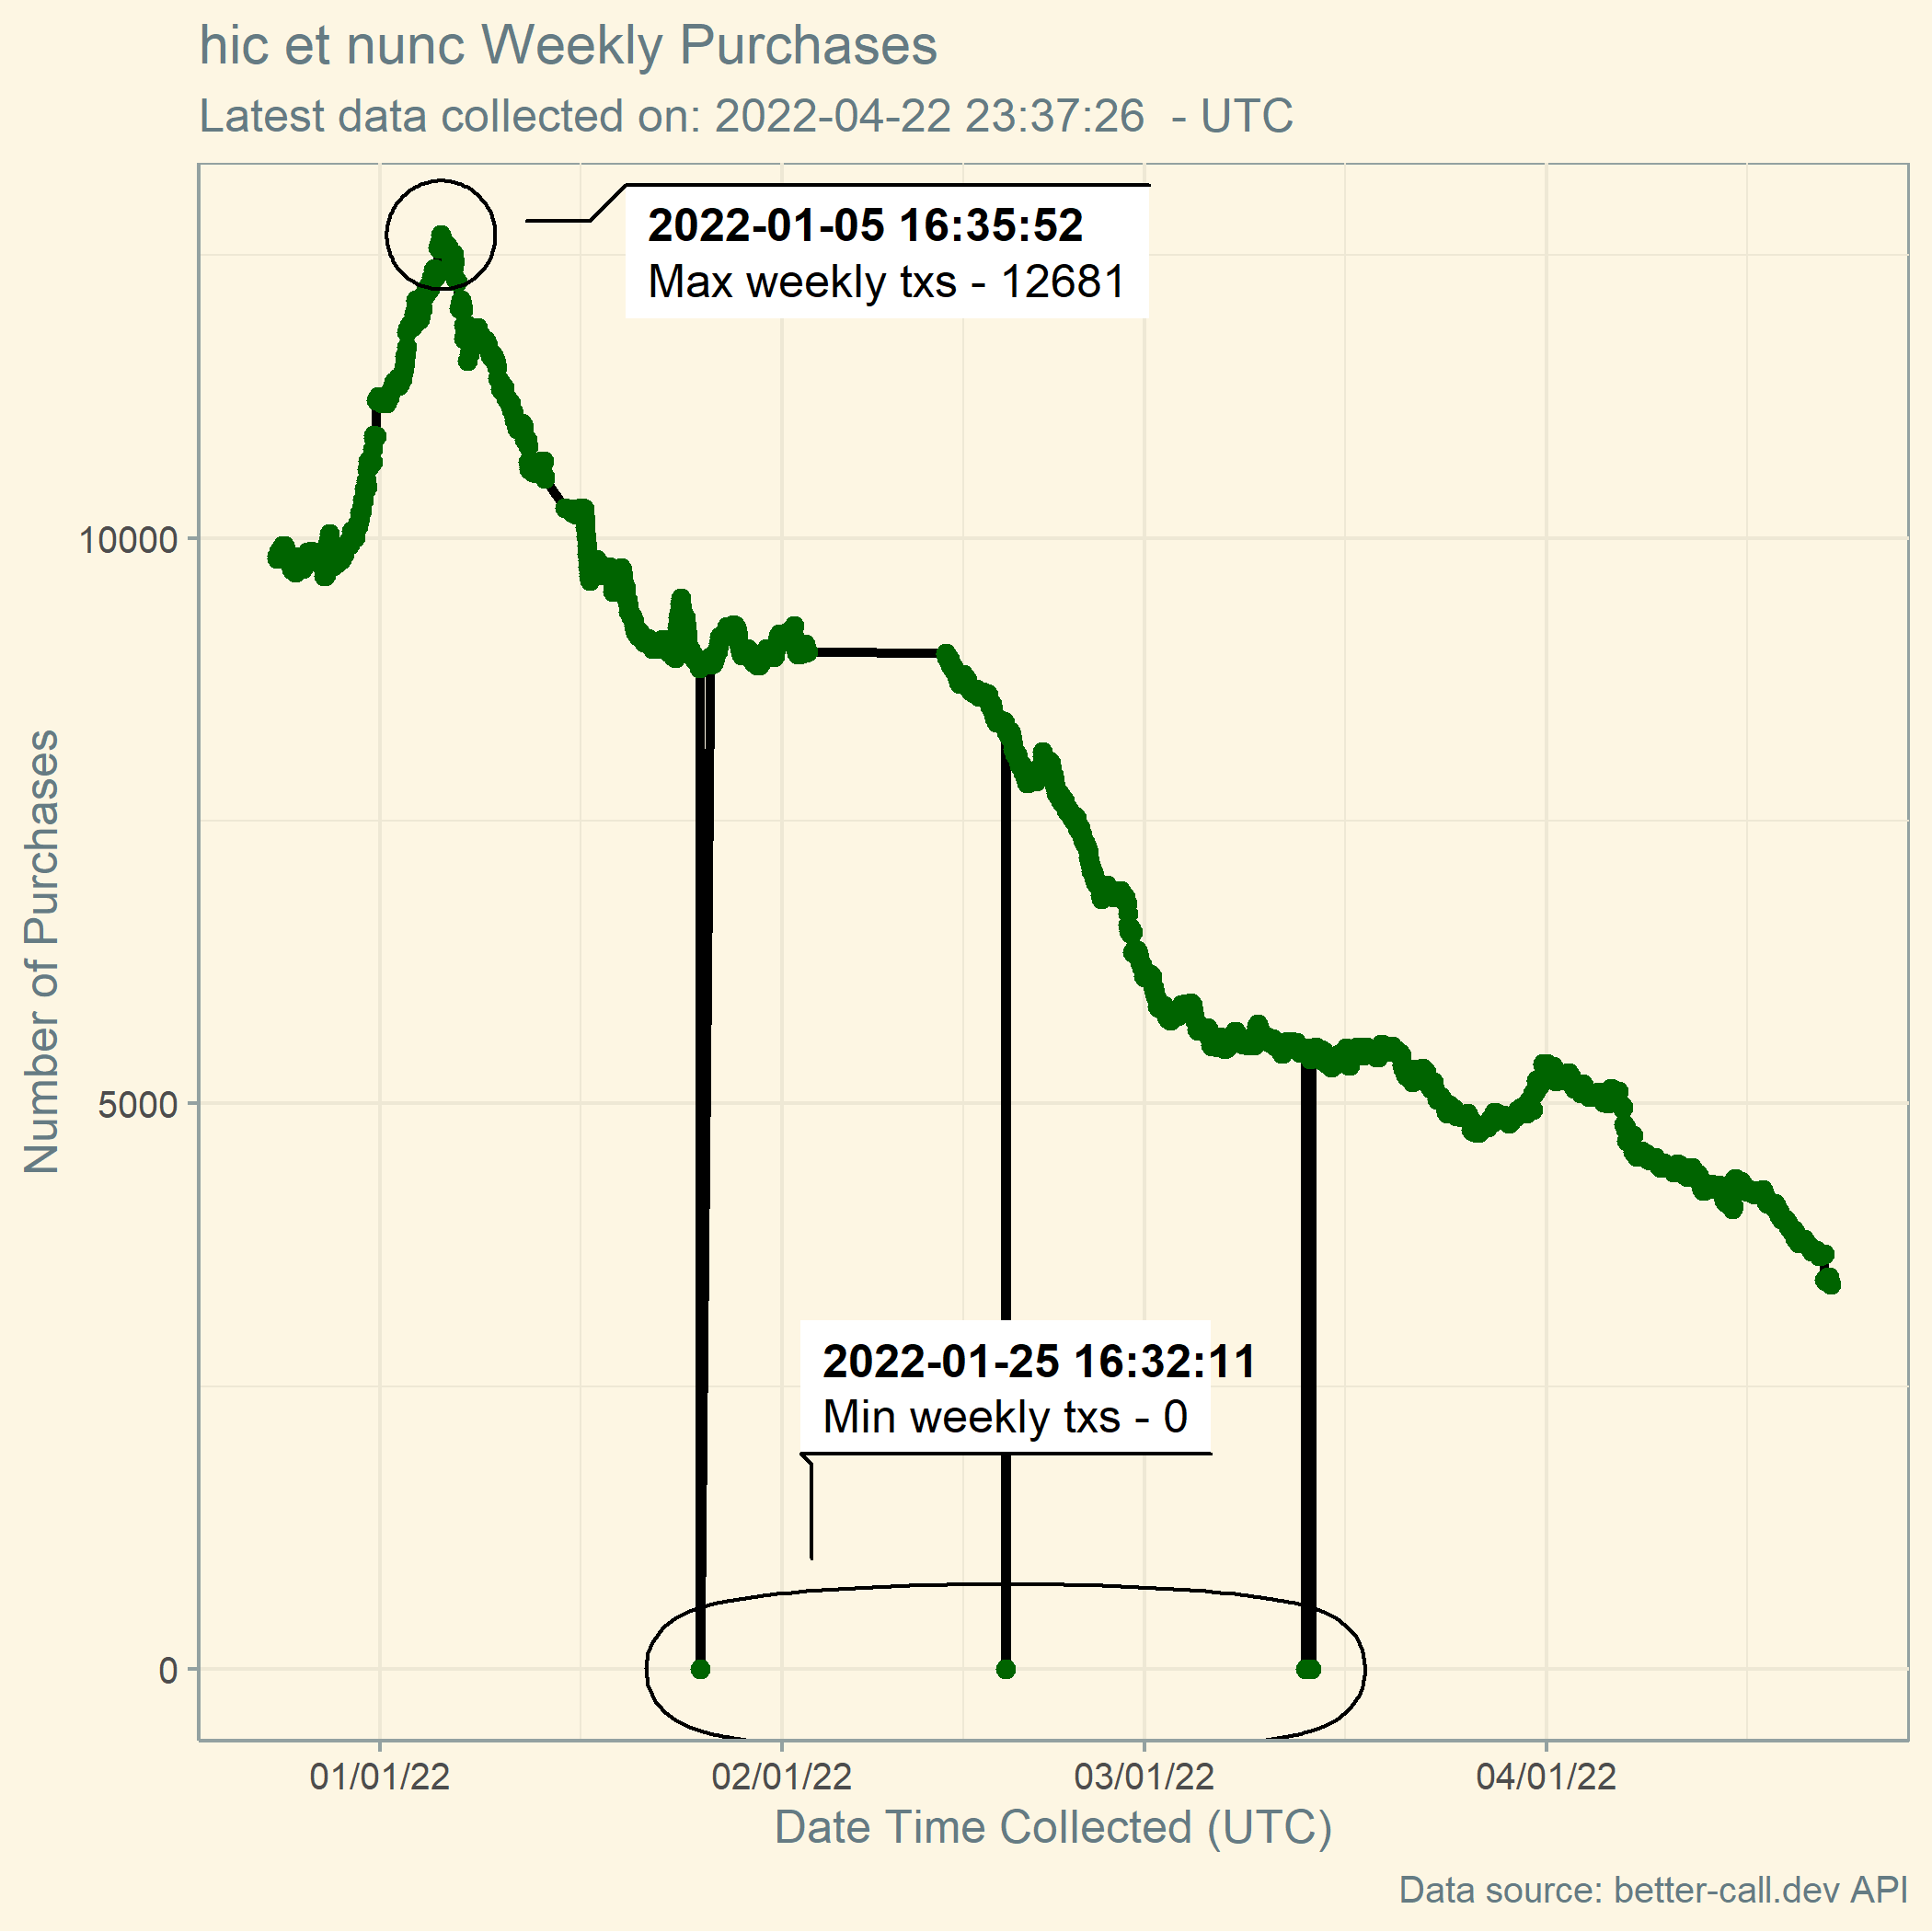 hic et nunc Weekly Purchases
Latest data collected on: 2022-04-22 23:37:26  - UTC
2022-01-05 16:35:52
Max weekly txs - 12681
10000
Number of Purchases
5000
2022-01-25 16:32:11
Min weekly txs - 0
0
01/01/22 02/01/22 03/01/22 04/01/22
Date Time Collected (UTC)
Data source: better-call.dev API